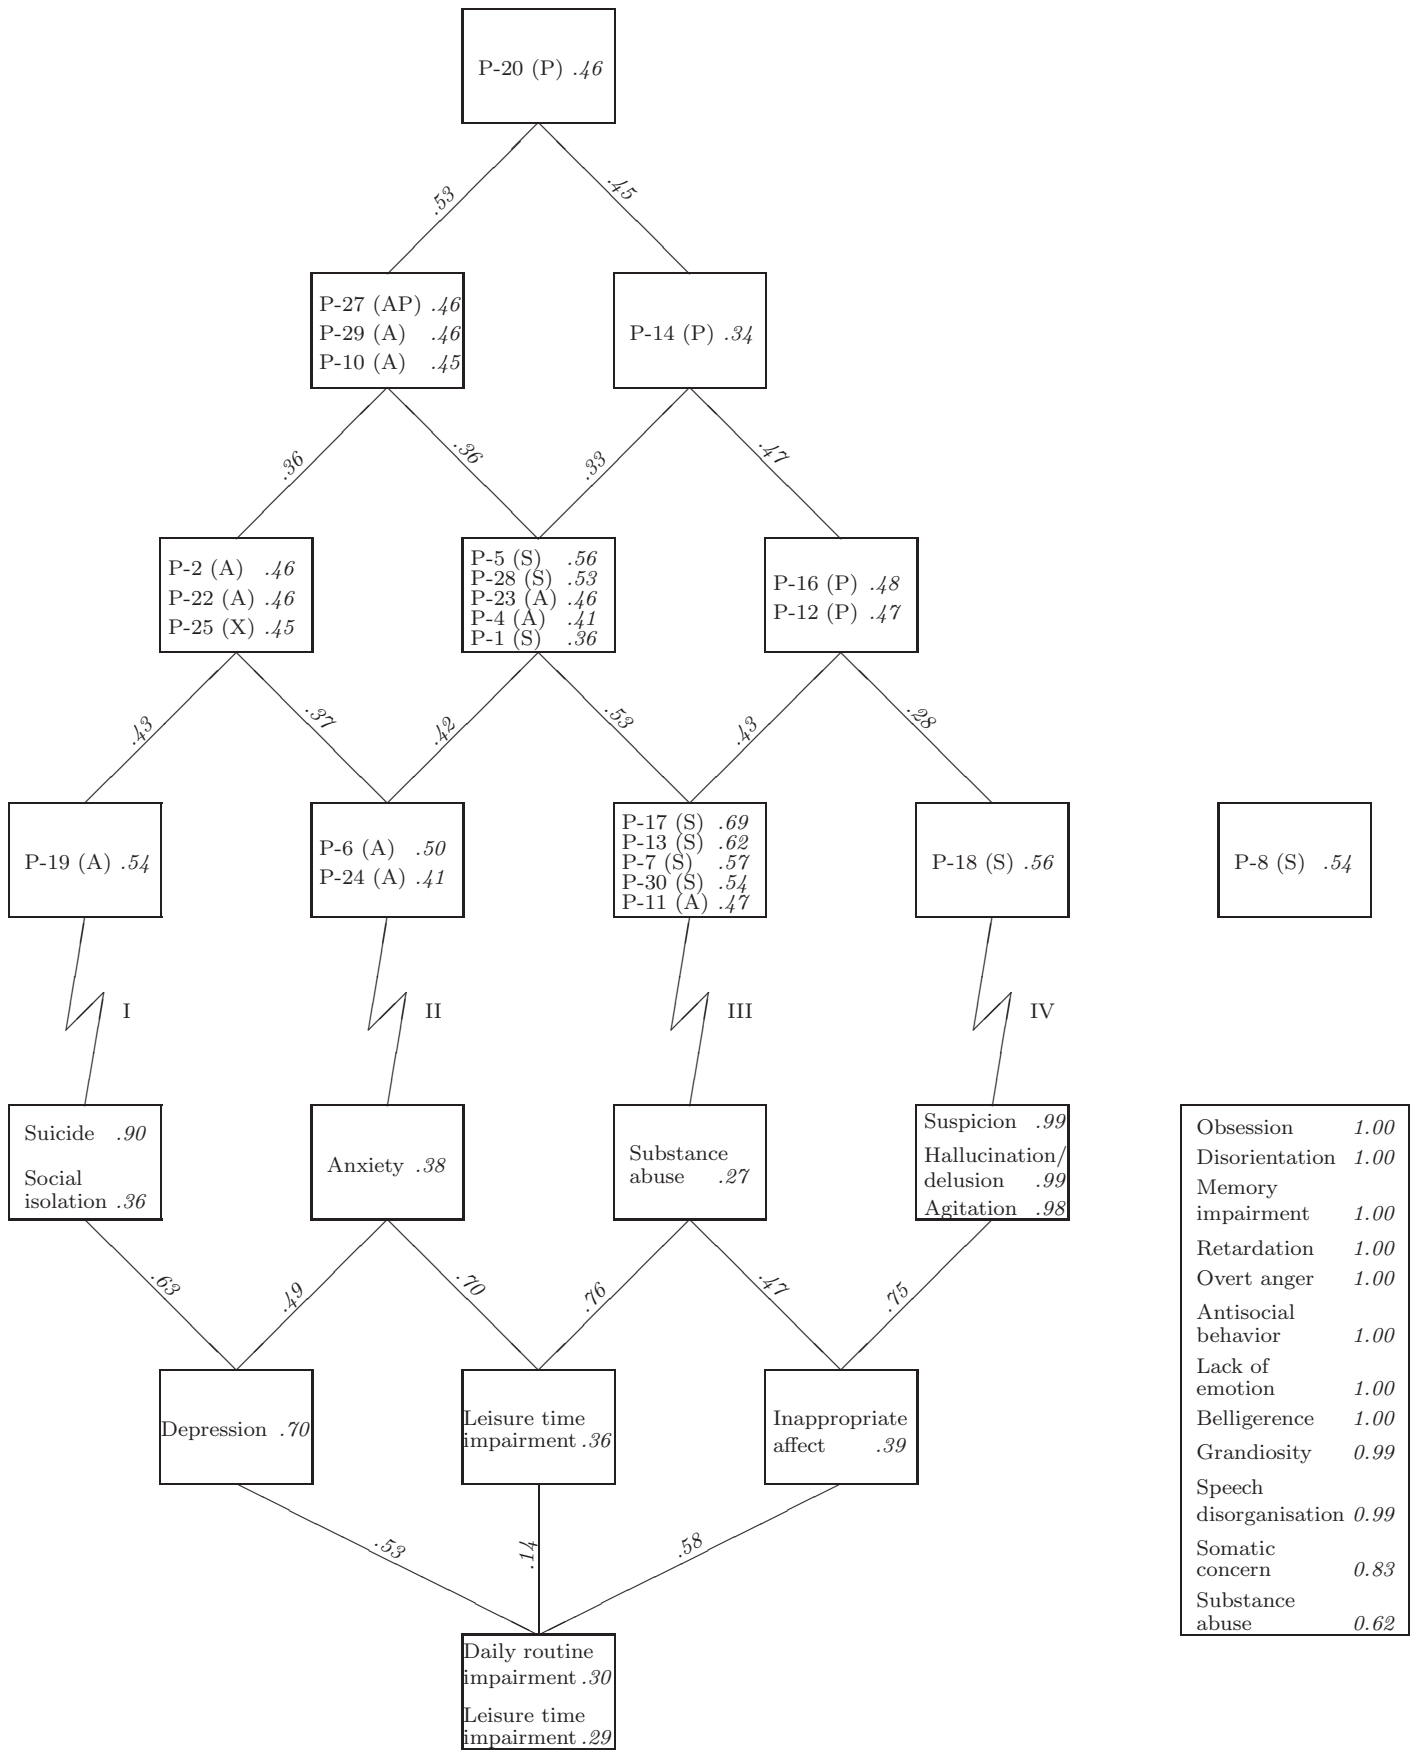 P-20 (P) .46
.53
.45
P-27 (AP) .46
P-29 (A) .46
P-10 (A) .45
P-14 (P) .34
.36
.36
.33
.47
P-2 (A) .46
P-22 (A) .46
P-25 (X) .45
P-5 (S) .56
P-28 (S) .53
P-23 (A) .46
P-4 (A) .41
P-1 (S) .36
P-16 (P) .48
P-12 (P) .47
.43
.37
.42
.53
.43
.28
P-19 (A) .54
P-6 (A) .50
P-24 (A) .41
P-17 (S) .69
P-13 (S) .62
P-7 (S) .57
P-30 (S) .54
P-11 (A) .47
P-18 (S) .56
P-8 (S) .54
I
II
III
IV
Suicide .90
Social
isolation .36
Anxiety .38
Substance
abuse .27
Suspicion .99
Hallucination/
delusion .99
Agitation .98
.63
.49
.70
.76
.47
.75
Depression .70
Leisure time
impairment .36
Inappropriate
affect .39
.53
.14
.58
Daily routine
impairment .30
Leisure time
impairment .29
Obsession 1.00
Disorientation 1.00
Memory
impairment 1.00
Retardation 1.00
Overt anger 1.00
Antisocial
behavior 1.00
Lack of
emotion 1.00
Belligerence 1.00
Grandiosity 0.99
Speech
disorganisation 0.99
Somatic
concern 0.83
Substance
abuse 0.62